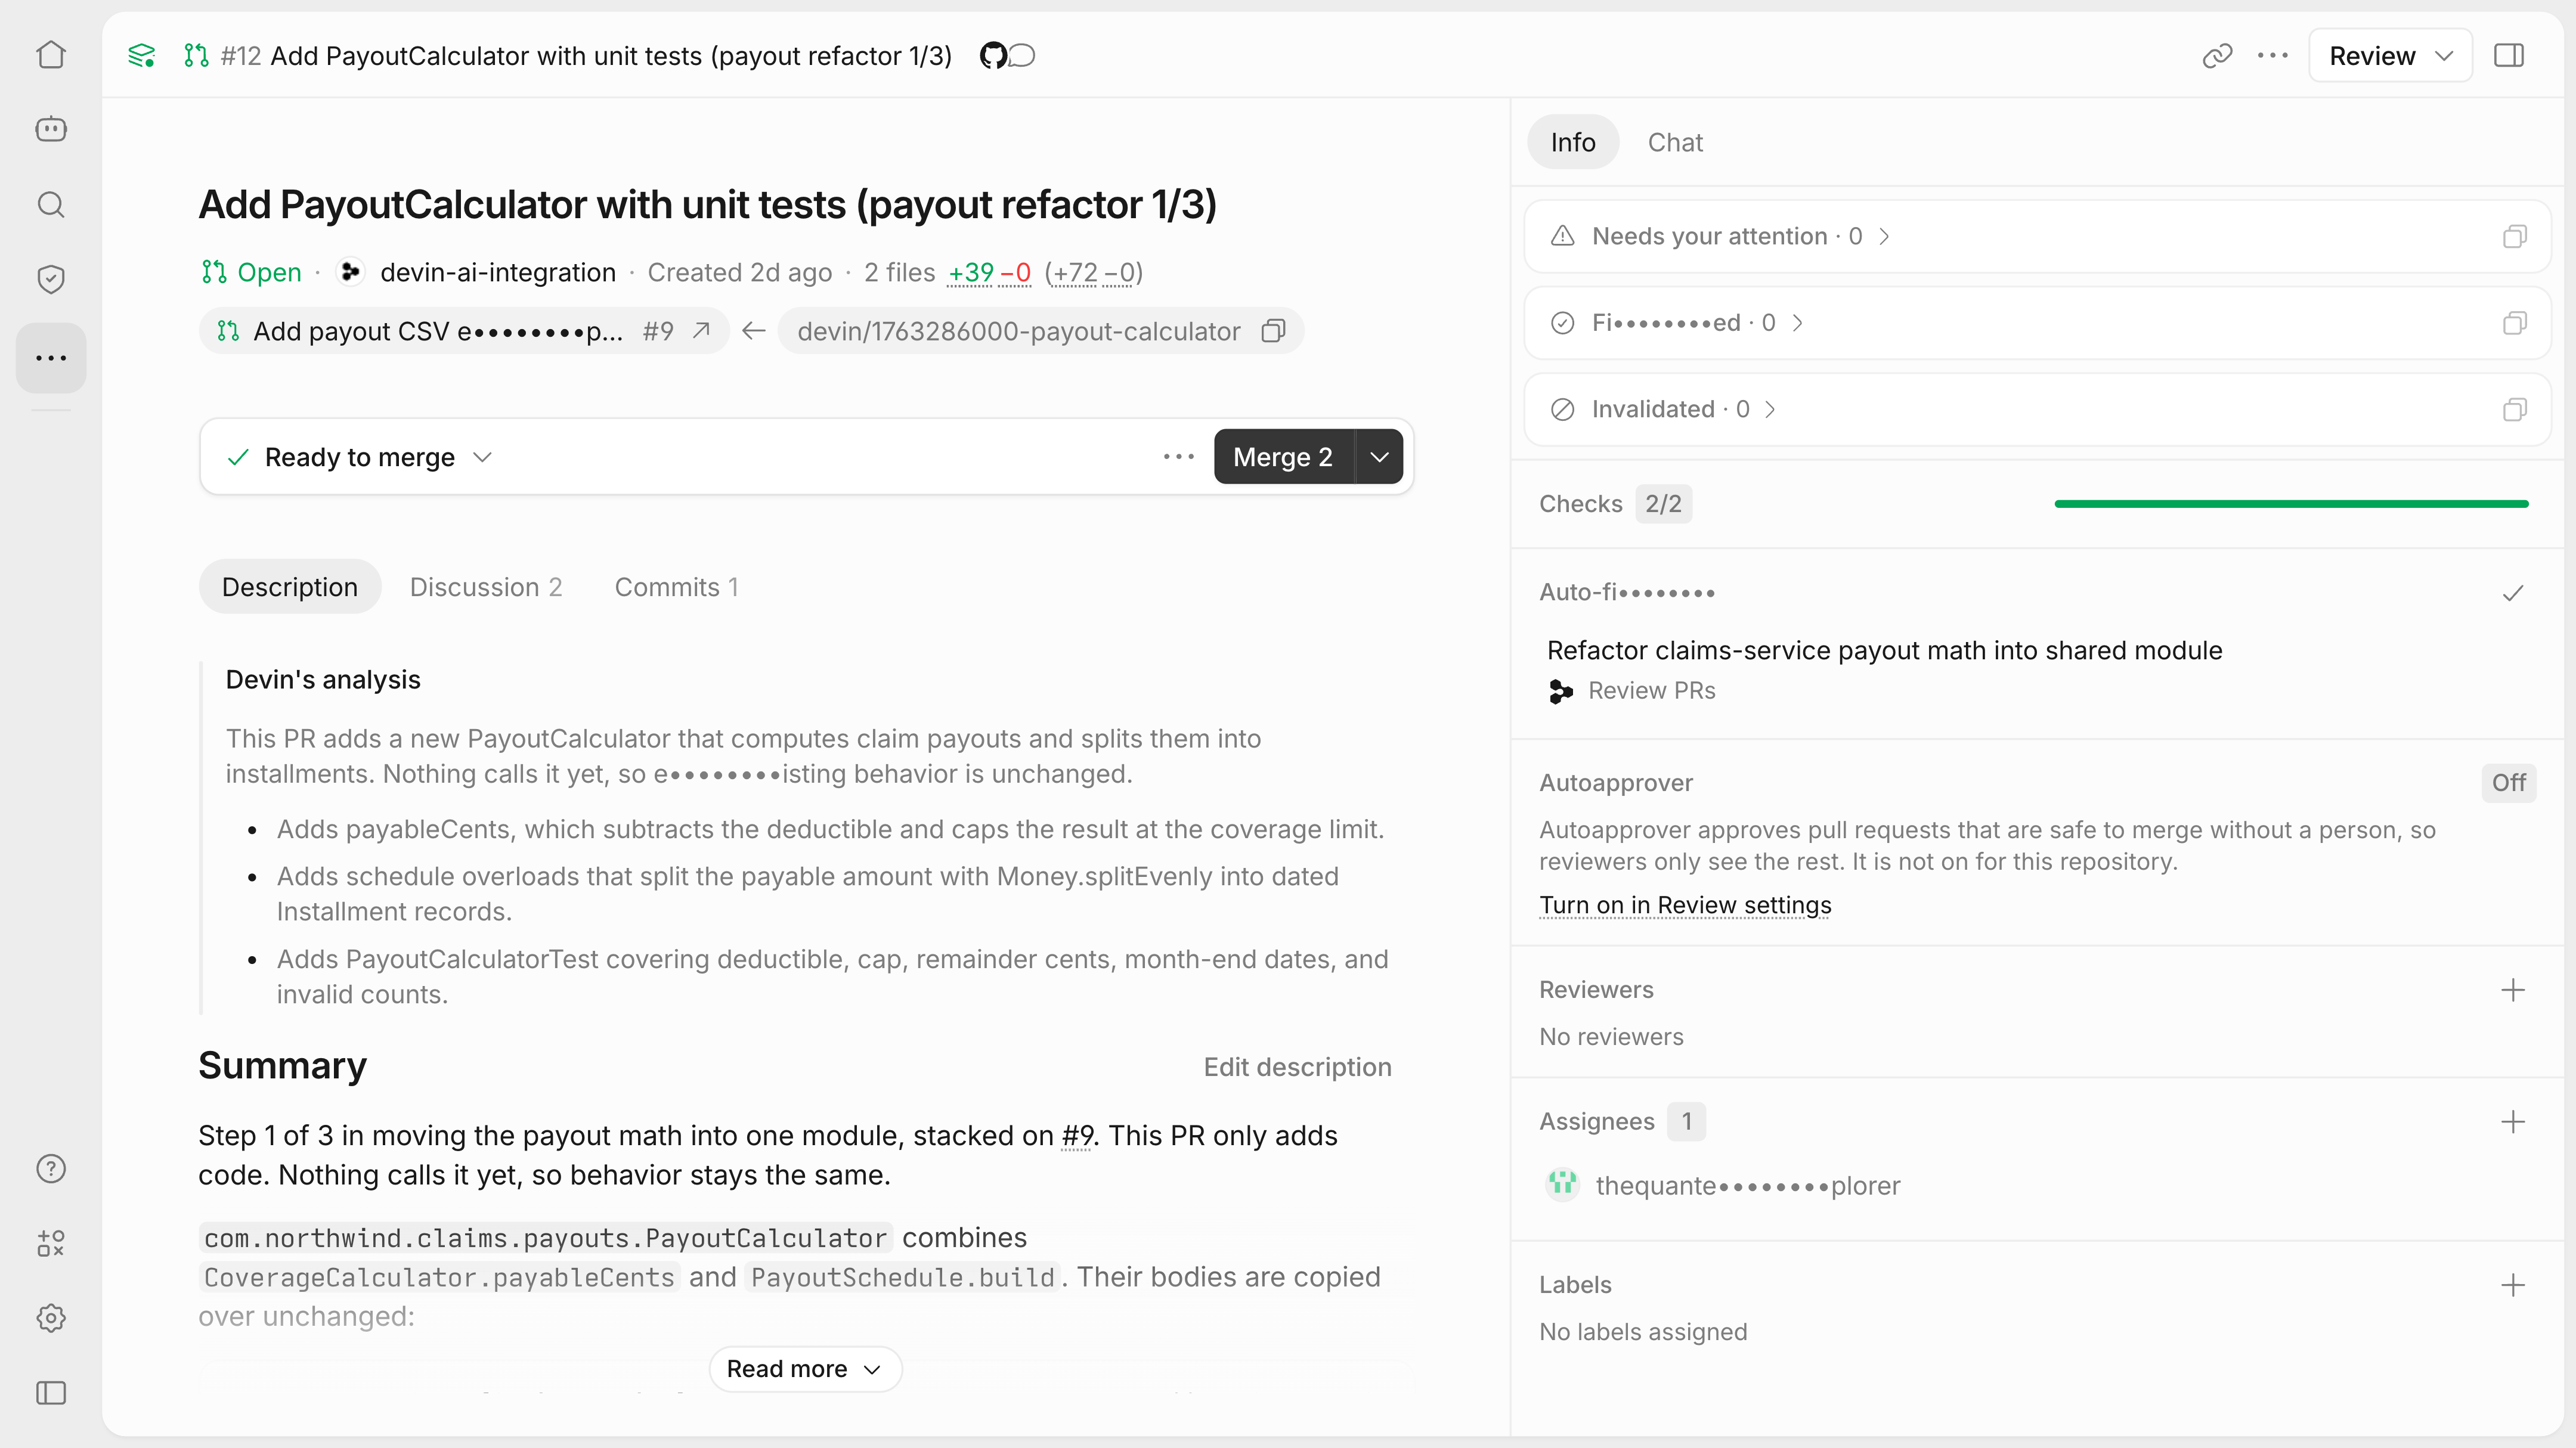 #12 Add PayoutCalculator with unit tests (payout refactor 1/3)
Review
Add PayoutCalculator with unit tests (payout refactor 1/3)
Open · devin-ai-integration · Created 2d ago · 2 files +39 −0 (+72 −0)
Add payout CSV e••••••••p... #9 ↗ ← devin/1763286000-payout-calculator
Ready to merge
Merge 2
Description
Discussion 2
Commits 1
Devin's analysis
This PR adds a new PayoutCalculator that computes claim payouts and splits them into
installments. Nothing calls it yet, so e••••••••isting behavior is unchanged.
• Adds payableCents, which subtracts the deductible and caps the result at the coverage limit.
• Adds schedule overloads that split the payable amount with Money.splitEvenly into dated
Installment records.
• Adds PayoutCalculatorTest covering deductible, cap, remainder cents, month-end dates, and
invalid counts.
Summary
Edit description
Step 1 of 3 in moving the payout math into one module, stacked on #9. This PR only adds
code. Nothing calls it yet, so behavior stays the same.
com.northwind.claims.payouts.PayoutCalculator combines
CoverageCalculator.payableCents and PayoutSchedule.build. Their bodies are copied
over unchanged:
Read more
Info
Chat
Needs your attention · 0
Fi••••••••ed · 0
Invalidated · 0
Checks 2/2
Auto-fi••••••••
Refactor claims-service payout math into shared module
Review PRs
Autoapprover
Off
Autoapprover approves pull requests that are safe to merge without a person, so
reviewers only see the rest. It is not on for this repository.
Turn on in Review settings
Reviewers
No reviewers
Assignees 1
thequante••••••••plorer
Labels
No labels assigned